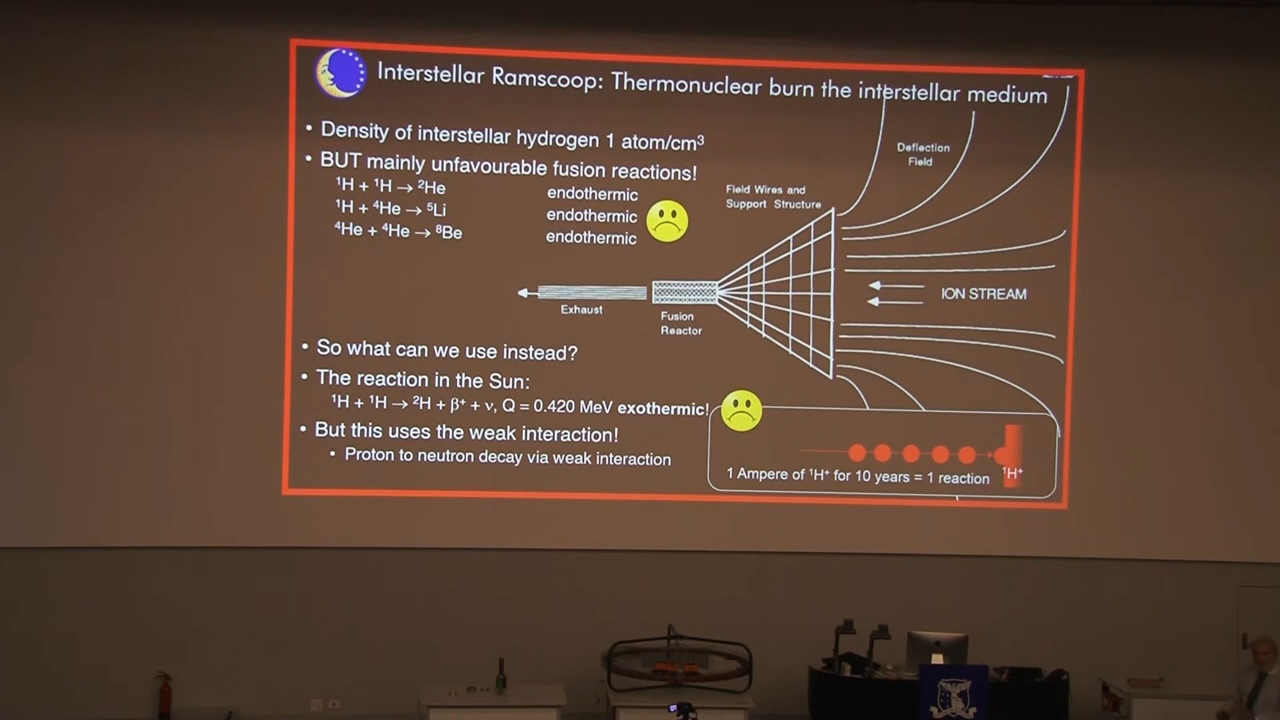 Interstellar Ramscoop: Thermonuclear burn the interstellar medium
• Density of interstellar hydrogen 1 atom/cm³
• BUT mainly unfavourable fusion reactions!
¹H + ¹H → ²He endothermic
¹H + ⁴He → ⁵Li endothermic
⁴He + ⁴He → ⁸Be endothermic
Deflection
Field
Field Wires and
Support Structure
ION STREAM
Exhaust
Fusion
Reactor
• So what can we use instead?
• The reaction in the Sun:
¹H + ¹H → ²H + β⁺ + ν, Q = 0.420 MeV exothermic!
• But this uses the weak interaction!
• Proton to neutron decay via weak interaction
1 Ampere of ¹H⁺ for 10 years = 1 reaction
¹H⁺